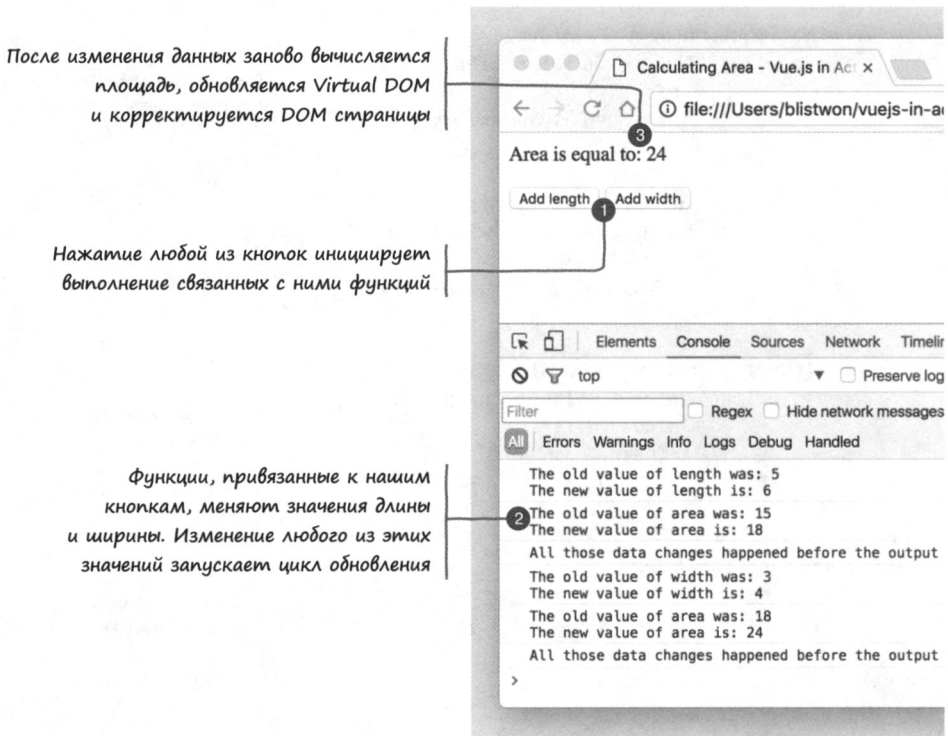 После изменения данных заново вычисляется
площадь, обновляется Virtual DOM
и корректируется DOM страницы
Нажатие любой из кнопок инициирует
выполнение связанных с ними функций
Функции, привязанные к нашим
кнопкам, меняют значения длины
и ширины. Изменение любого из этих
значений запускает цикл обновления
Calculating Area - Vue.js in Act ×
file:///Users/blistwon/vuejs-in-a
3
Area is equal to: 24
Add length Add width
1
Elements Console Sources Network Timelin
top Preserve log
Filter Regex Hide network messages
All Errors Warnings Info Logs Debug Handled
The old value of length was: 5
The new value of length is: 6
2
The old value of area was: 15
The new value of area is: 18
All those data changes happened before the output
The old value of width was: 3
The new value of width is: 4
The old value of area was: 18
The new value of area is: 24
All those data changes happened before the output
>